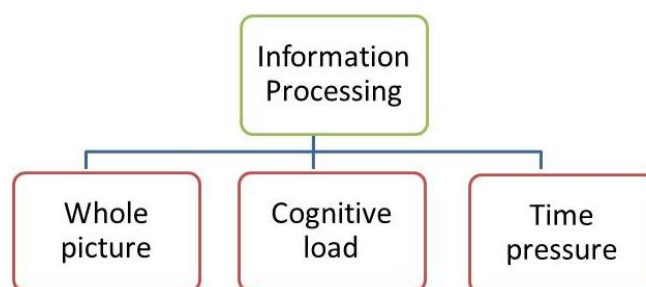 Information
Processing
Whole
picture
Cognitive
load
Time
pressure